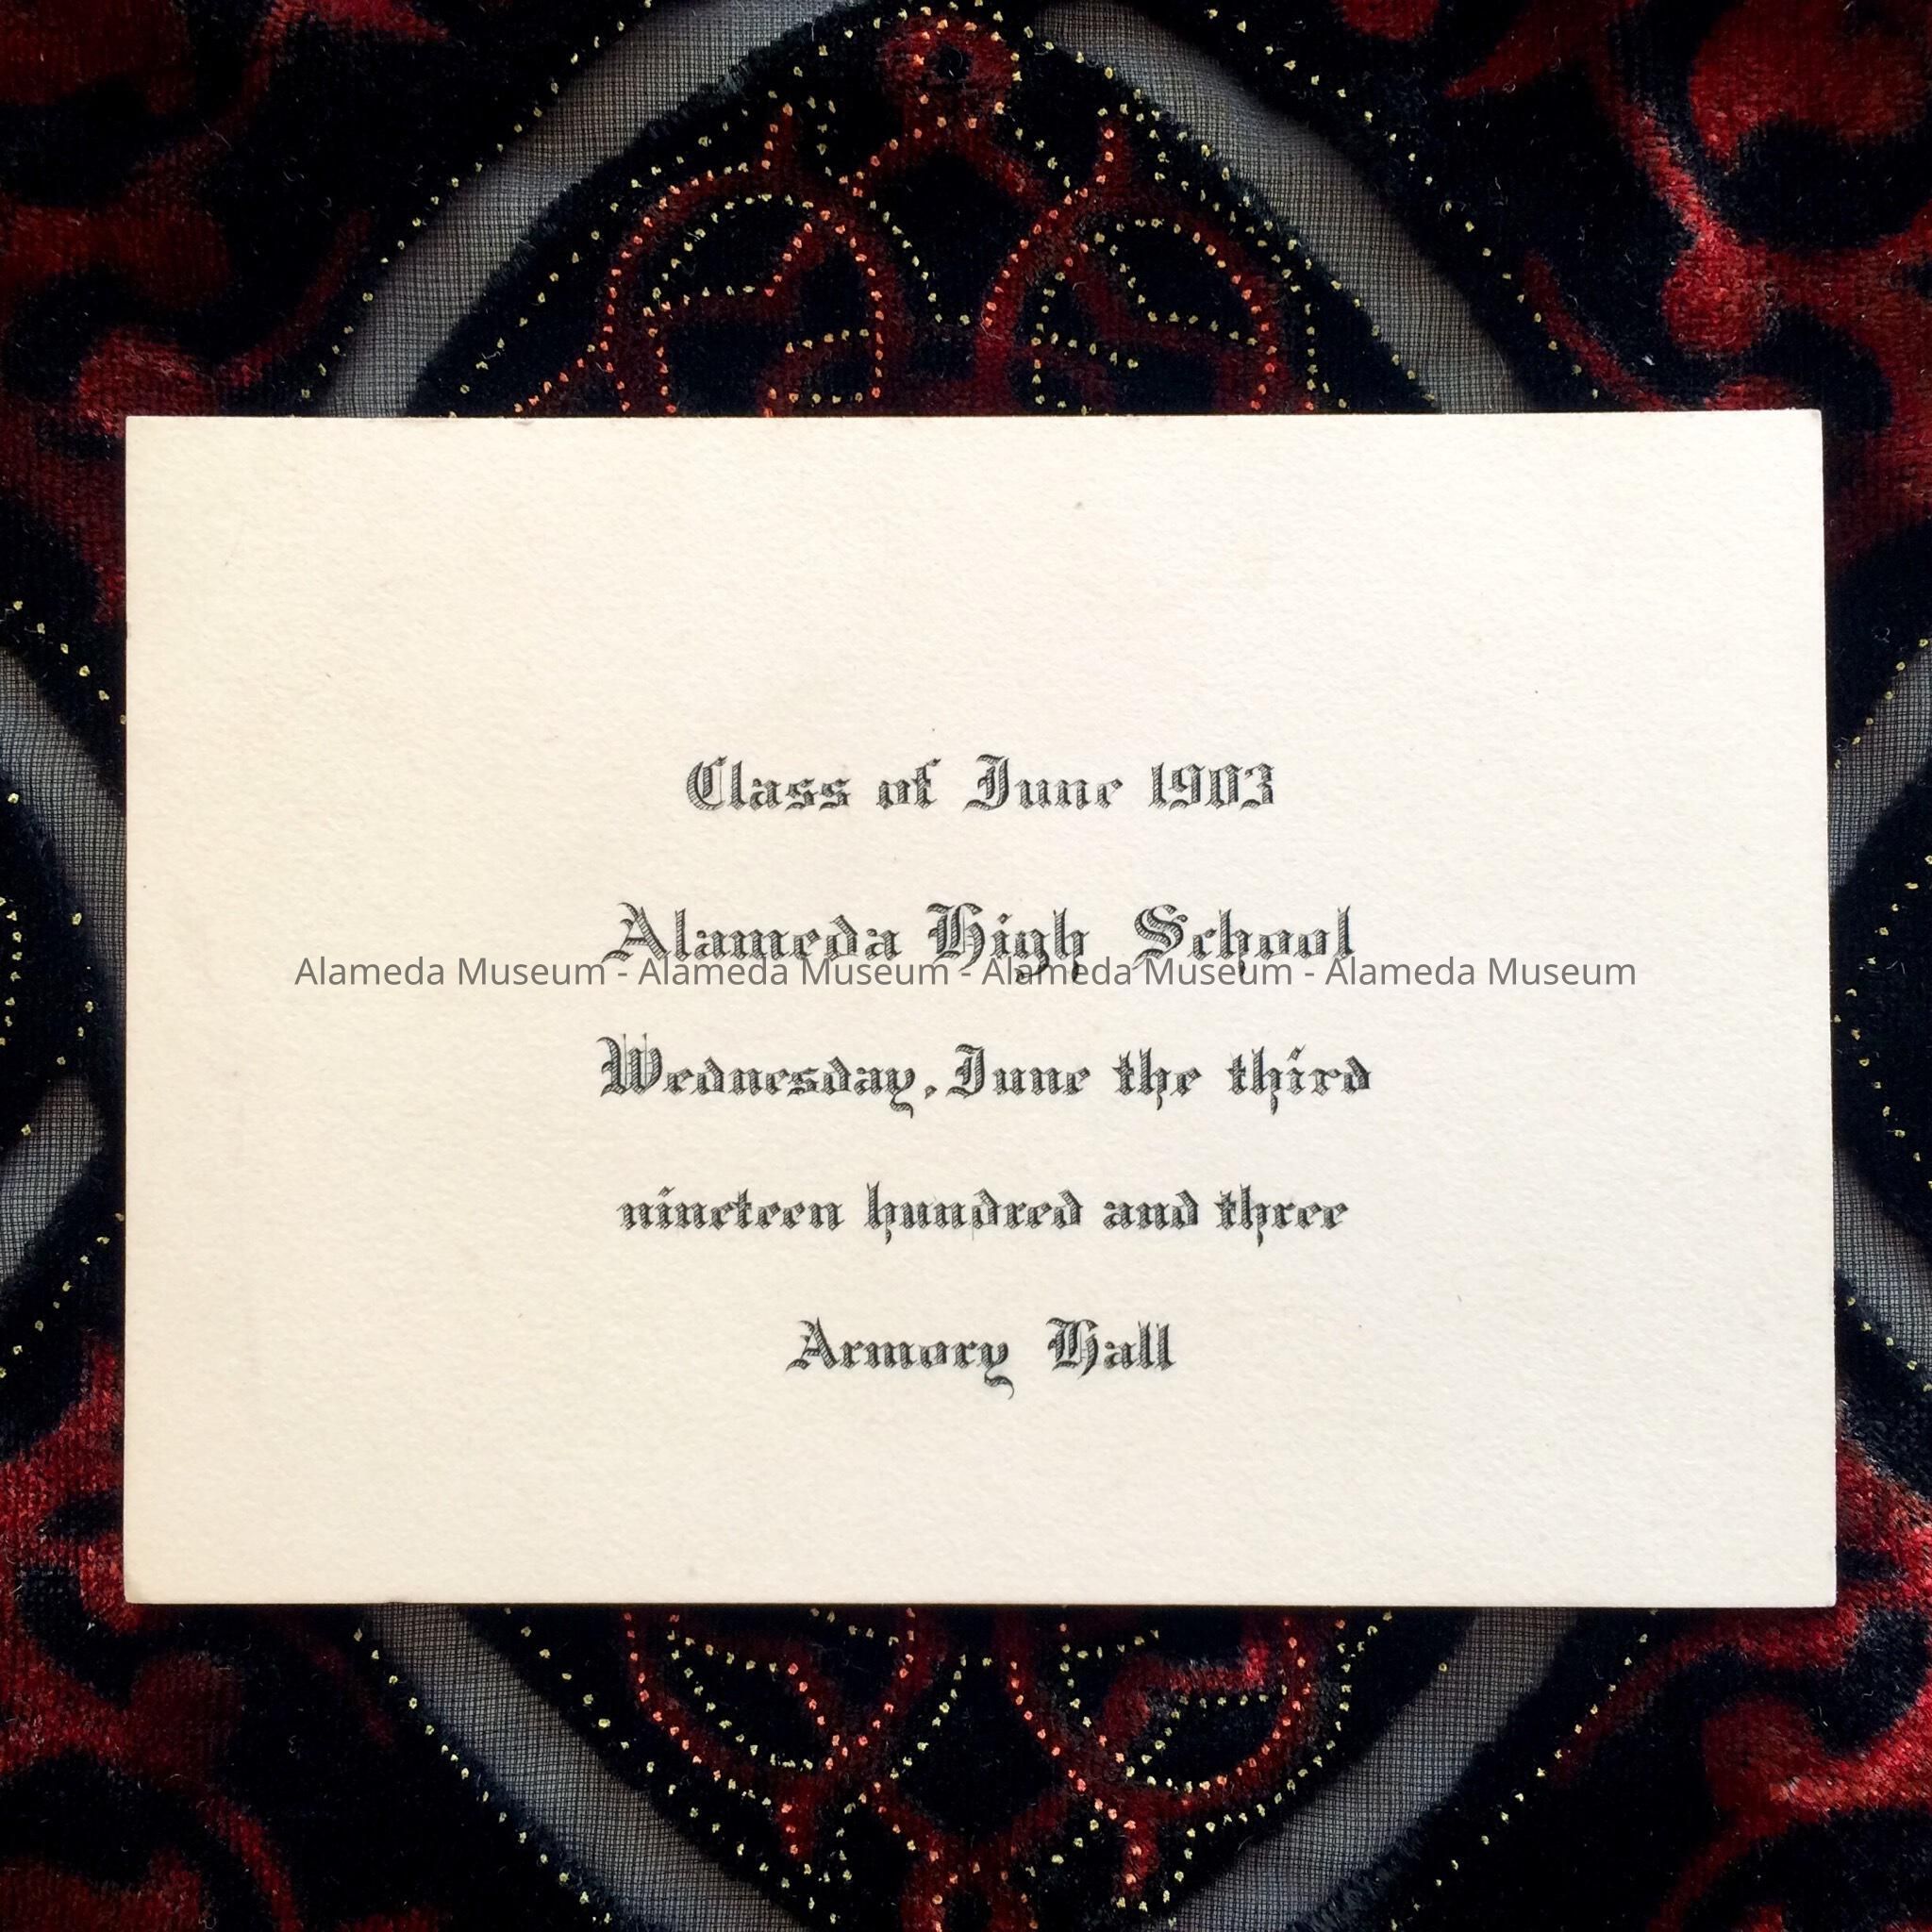 Class of June 1903
Alameda High School
Alameda Museum - Alameda Museum - Alameda Museum - Alameda Museum
Wednesday, June the third
nineteen hundred and three
Armory Hall